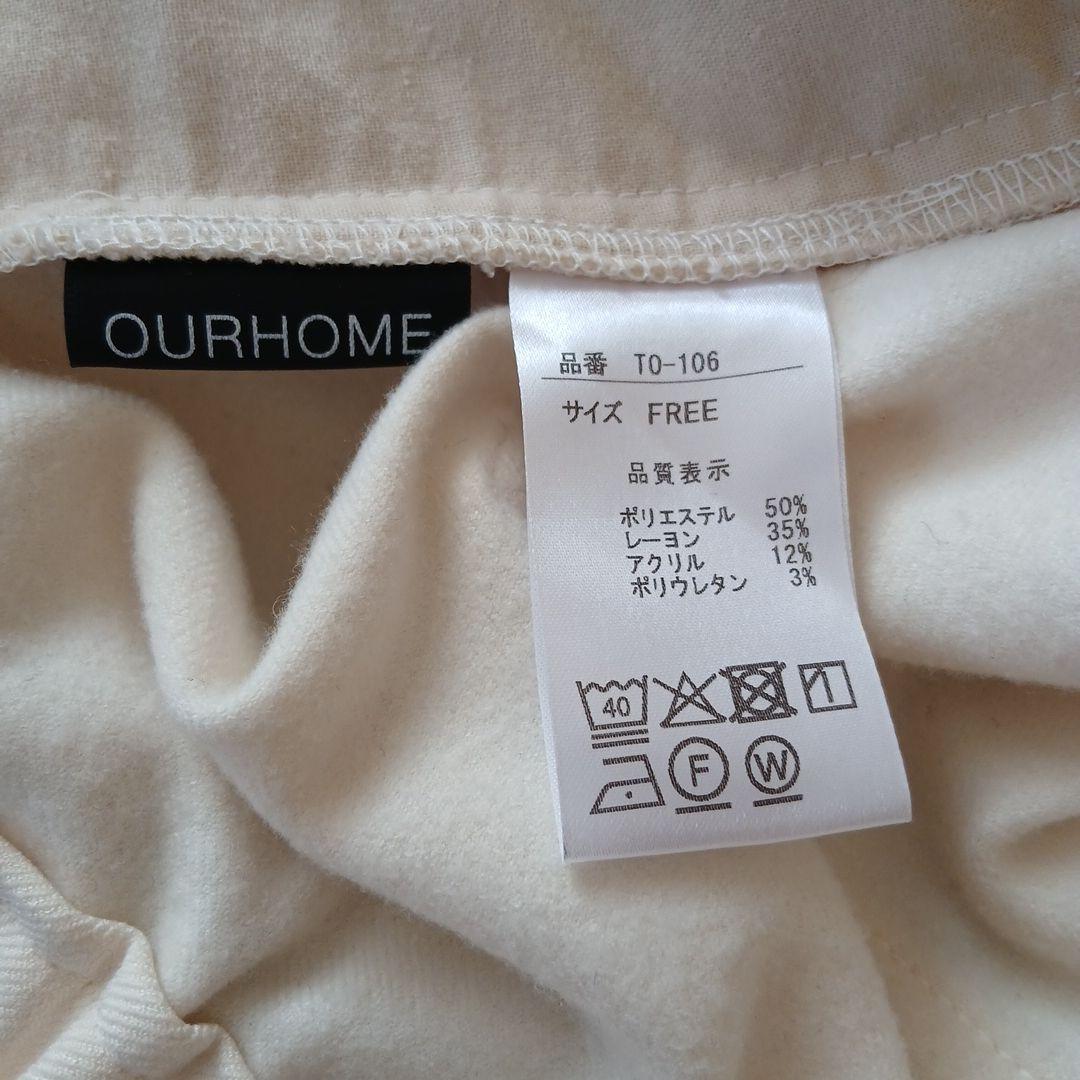 OURHOME
品番 TO-106
サイズ FREE
品質表示
ポリエステル 50%
レーヨン 35%
アクリル 12%
ポリウレタン 3%
40
F W